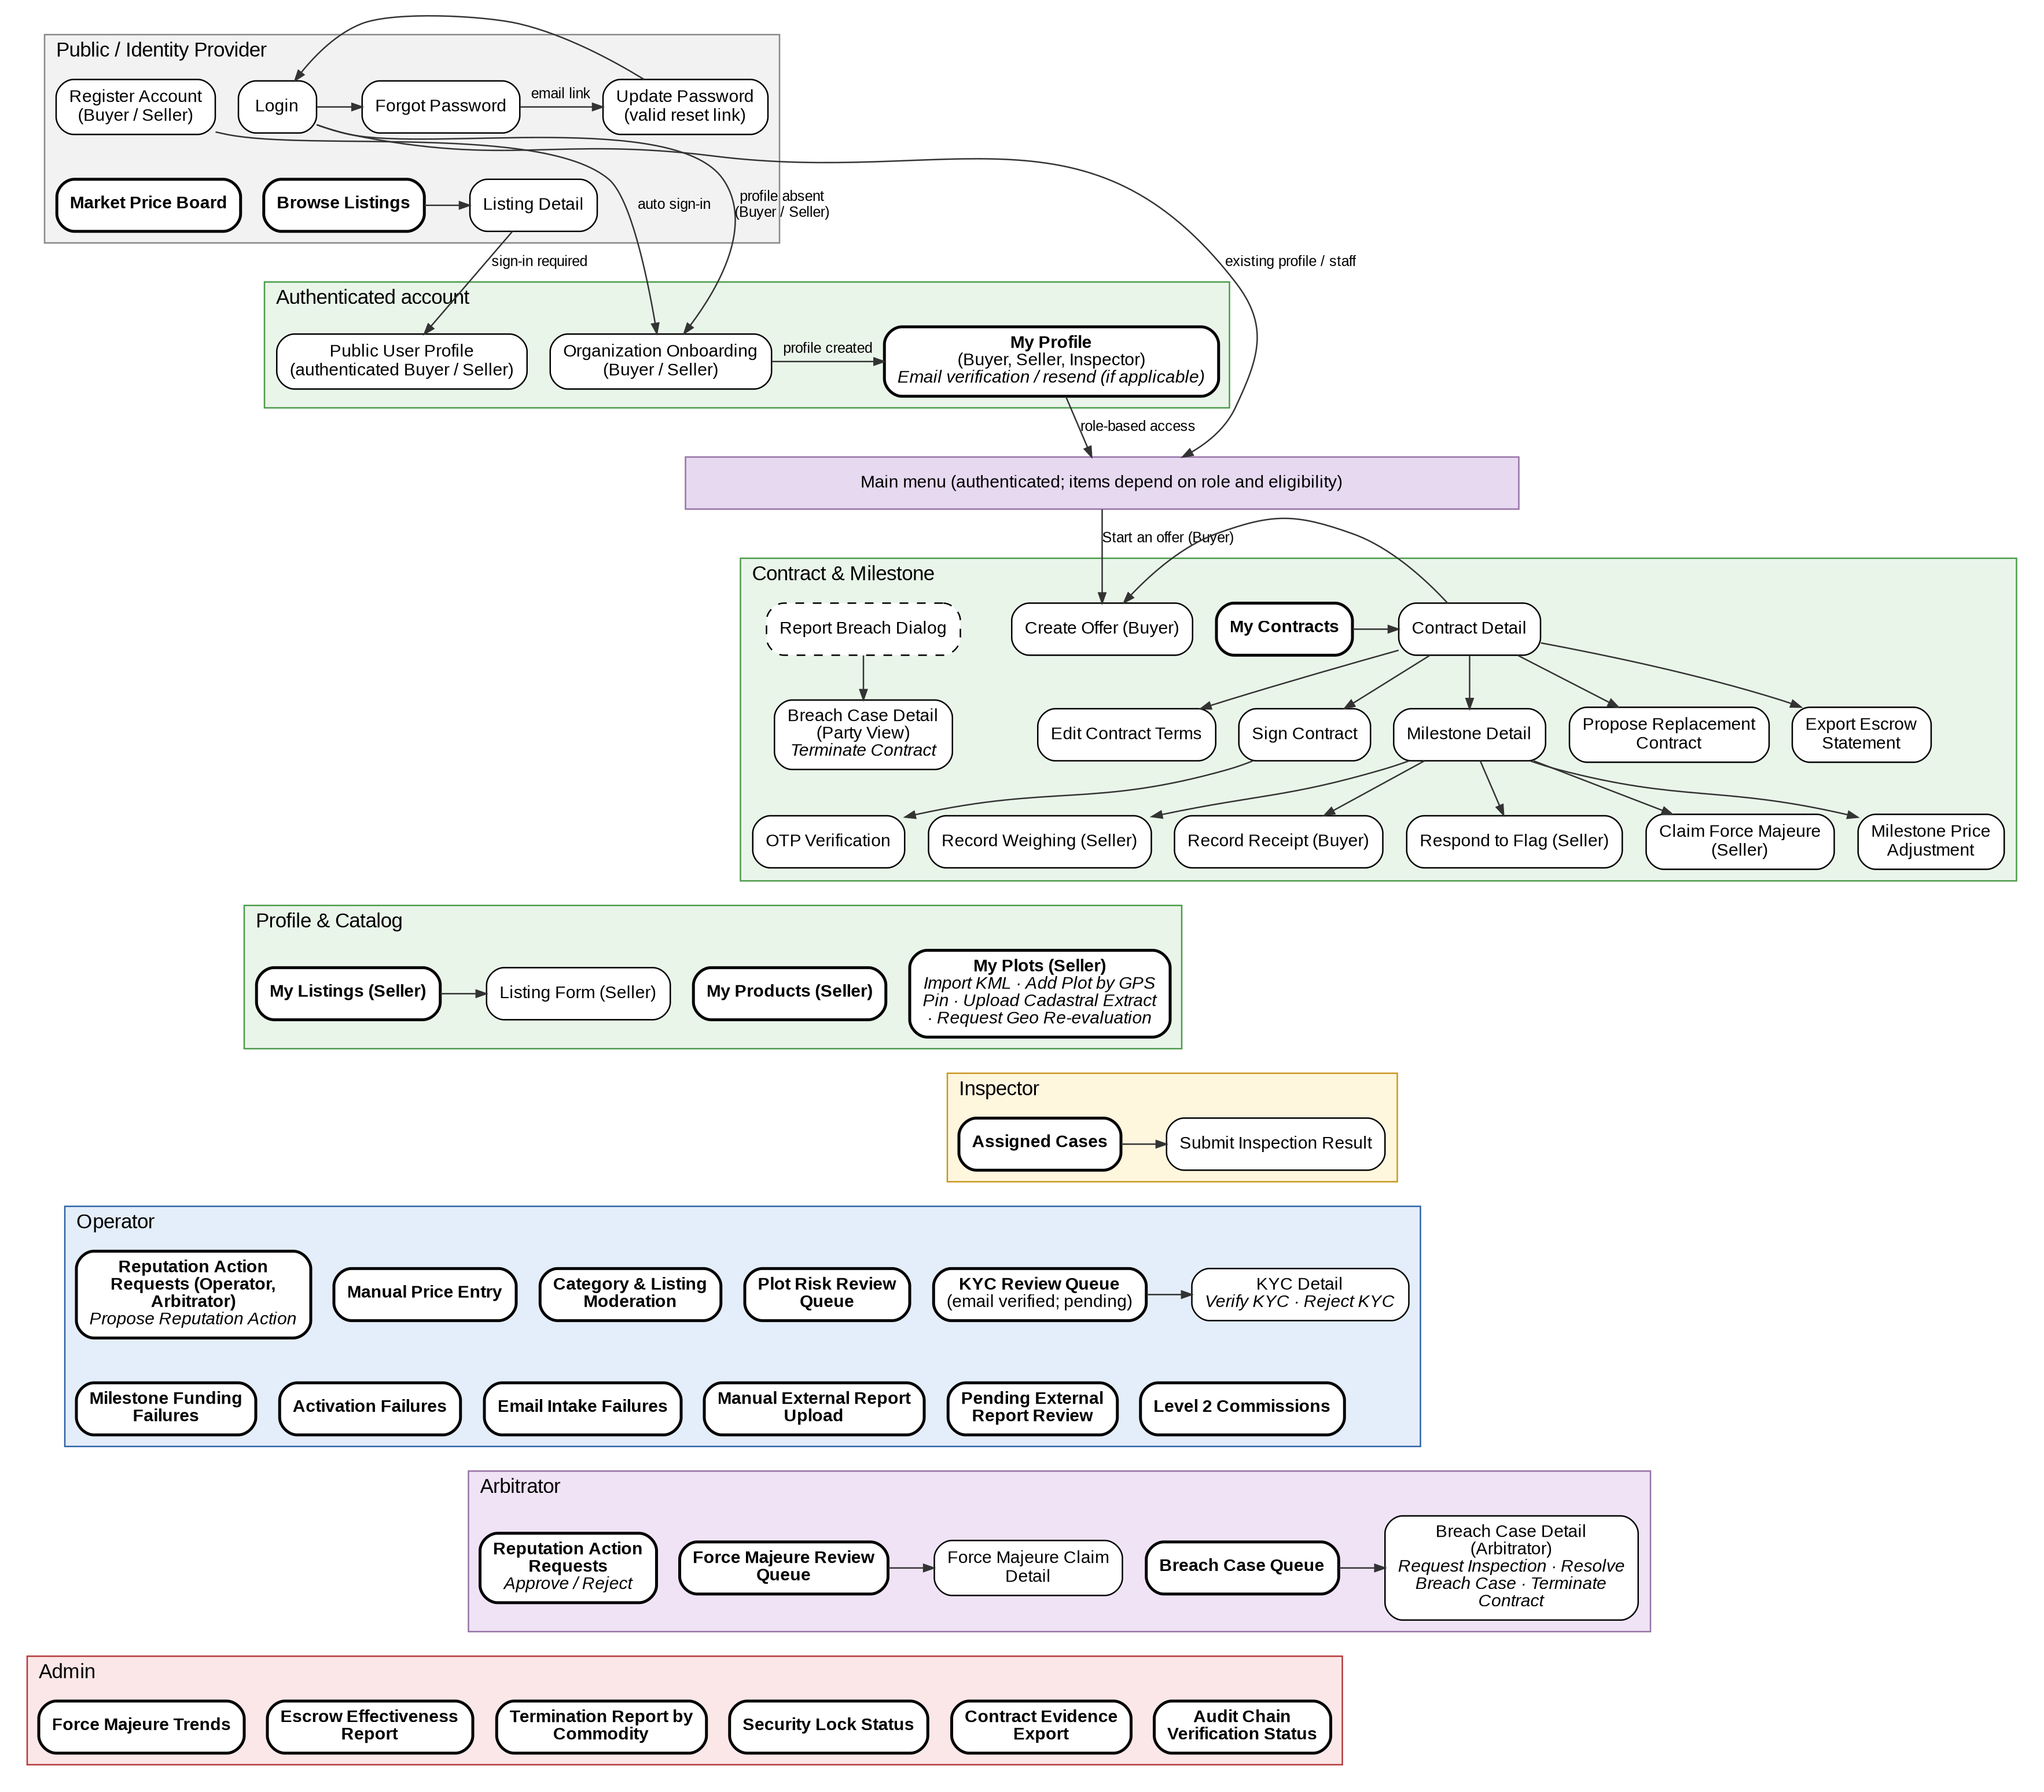 Public / Identity Provider
Register Account
(Buyer / Seller)
Login
Forgot Password
email link
Update Password
(valid reset link)
Market Price Board
Browse Listings
Listing Detail
auto sign-in
profile absent
(Buyer / Seller)
sign-in required
existing profile / staff
Authenticated account
Public User Profile
(authenticated Buyer / Seller)
Organization Onboarding
(Buyer / Seller)
profile created
My Profile
(Buyer, Seller, Inspector)
Email verification / resend (if applicable)
role-based access
Main menu (authenticated; items depend on role and eligibility)
Start an offer (Buyer)
Contract & Milestone
Report Breach Dialog
Create Offer (Buyer)
My Contracts
Contract Detail
Breach Case Detail
(Party View)
Terminate Contract
Edit Contract Terms
Sign Contract
Milestone Detail
Propose Replacement
Contract
Export Escrow
Statement
OTP Verification
Record Weighing (Seller)
Record Receipt (Buyer)
Respond to Flag (Seller)
Claim Force Majeure
(Seller)
Milestone Price
Adjustment
Profile & Catalog
My Listings (Seller)
Listing Form (Seller)
My Products (Seller)
My Plots (Seller)
Import KML · Add Plot by GPS
Pin · Upload Cadastral Extract
· Request Geo Re-evaluation
Inspector
Assigned Cases
Submit Inspection Result
Operator
Reputation Action
Requests (Operator,
Arbitrator)
Propose Reputation Action
Manual Price Entry
Category & Listing
Moderation
Plot Risk Review
Queue
KYC Review Queue
(email verified; pending)
KYC Detail
Verify KYC · Reject KYC
Milestone Funding
Failures
Activation Failures
Email Intake Failures
Manual External Report
Upload
Pending External
Report Review
Level 2 Commissions
Arbitrator
Reputation Action
Requests
Approve / Reject
Force Majeure Review
Queue
Force Majeure Claim
Detail
Breach Case Queue
Breach Case Detail
(Arbitrator)
Request Inspection · Resolve
Breach Case · Terminate
Contract
Admin
Force Majeure Trends
Escrow Effectiveness
Report
Termination Report by
Commodity
Security Lock Status
Contract Evidence
Export
Audit Chain
Verification Status